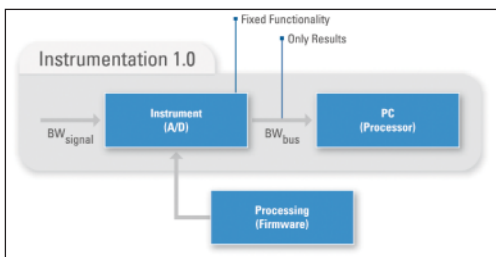 Fixed Functionality
Only Results
Instrumentation 1.0
Instrument
(A/D)
PC
(Processor)
BWsignal
BWbus
Processing
(Firmware)